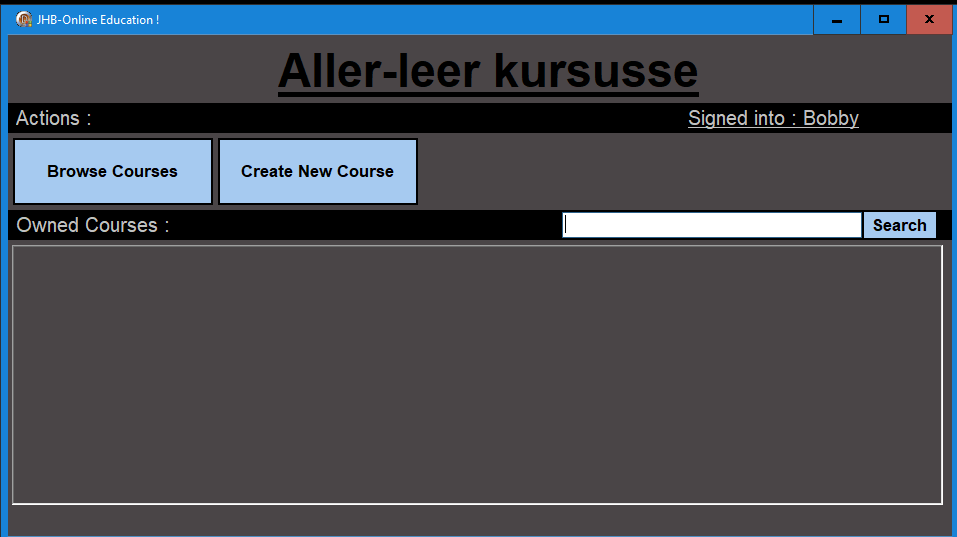 JHB-Online Education !
Aller-leer kursusse
Actions :
Signed into : Bobby
Browse Courses
Create New Course
Owned Courses :
Search